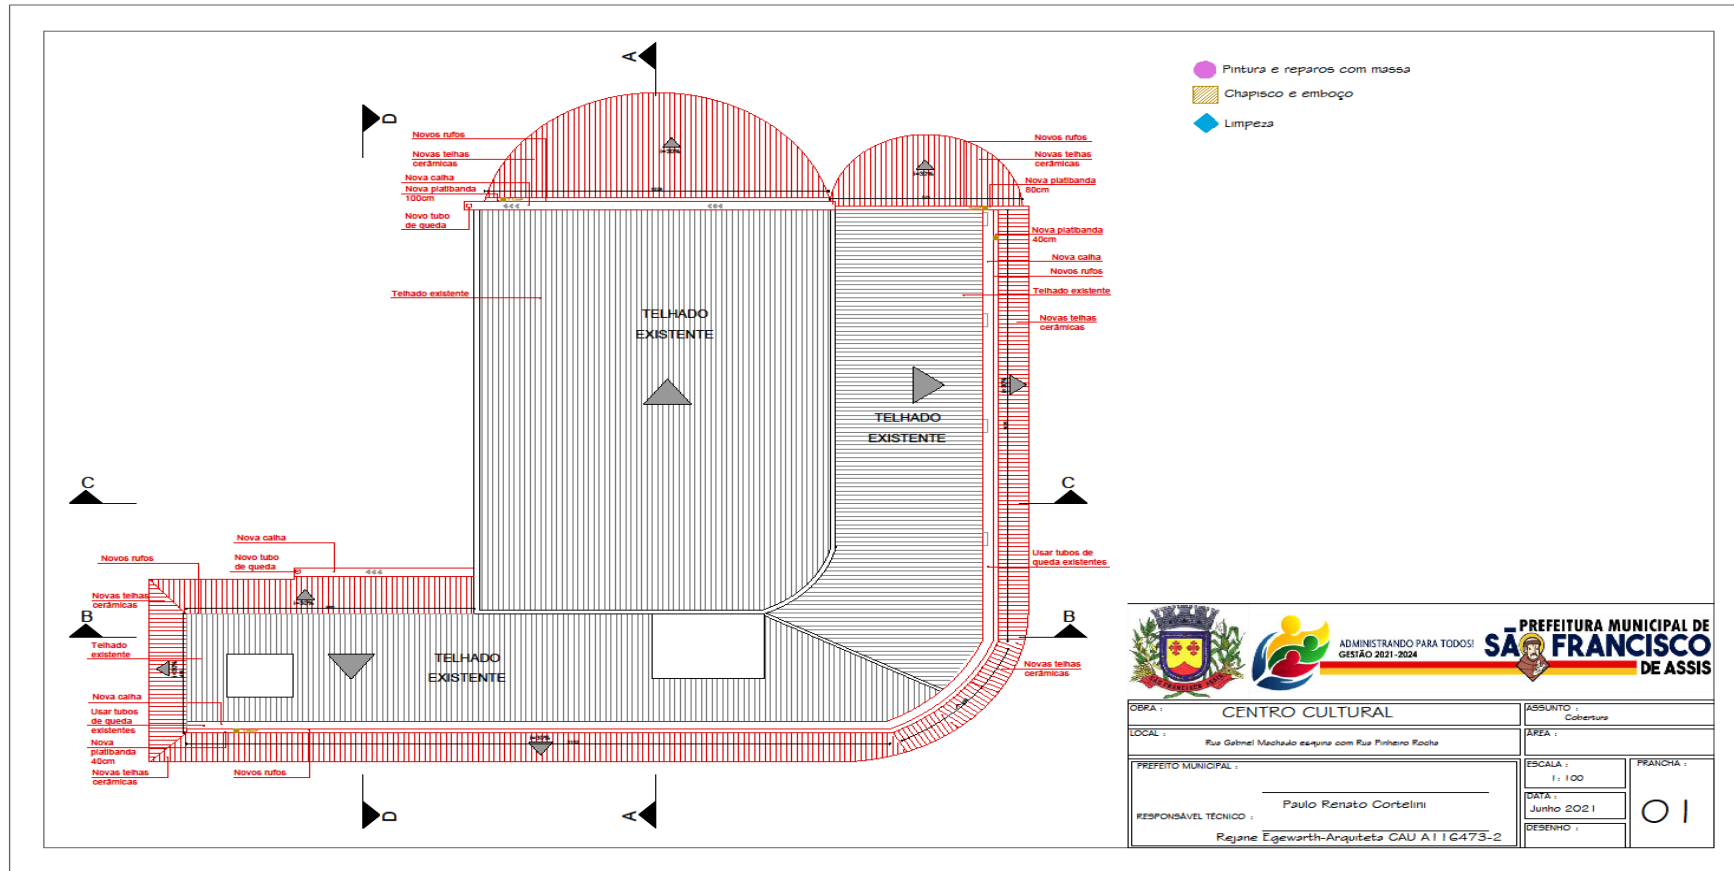 A
D
Pintura e reparos com massa
Chapisco e emboço
Limpeza
Novos rufos
Novas telhas
cerâmicas
Nova calha
Nova platibanda
100cm
Novo tubo
de queda
i=30%
i=30%
Novos rufos
Novas telhas
cerâmicas
Nova platibanda
80cm
Nova platibanda
40cm
Nova calha
Novos rufos
Telhado existente
Telhado existente
Novas telhas
cerâmicas
TELHADO
EXISTENTE
TELHADO
EXISTENTE
C
C
Nova calha
Novos rufos
Novo tubo
de queda
Usar tubos de
queda existentes
Novas telhas
cerâmicas
i=30%
B
B
Telhado
existente
TELHADO
EXISTENTE
Novas telhas
cerâmicas
Nova calha
Usar tubos
de queda
existentes
Nova
platibanda
40cm
Novas telhas
cerâmicas
Novos rufos
i=30%
D
A
SÃO FRANCISCO ASSIS
ADMINISTRANDO PARA TODOS!
GESTÃO 2021-2024
PREFEITURA MUNICIPAL DE
SÃO FRANCISCO
DE ASSIS
OBRA :
CENTRO CULTURAL
ASSUNTO :
Cobertura
LOCAL :
Rua Gabriel Machado esquina com Rua Pinheiro Rocha
ÁREA :
PREFEITO MUNICIPAL :
Paulo Renato Cortelini
RESPONSÁVEL TÉCNICO :
Rejane Egewarth-Arquiteta CAU A116473-2
ESCALA :
1: 100
DATA :
Junho 2021
DESENHO :
PRANCHA :
01